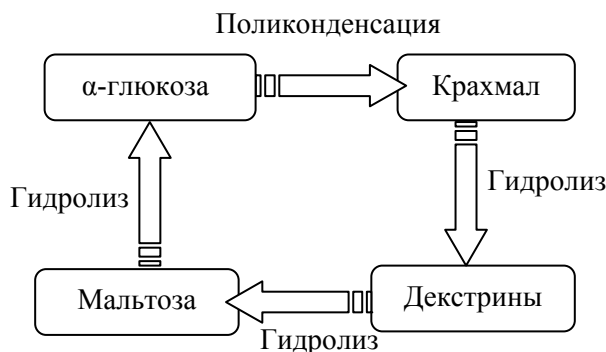 Поликонденсация
α-глюкоза
Крахмал
Гидролиз
Гидролиз
Мальтоза
Декстрины
Гидролиз